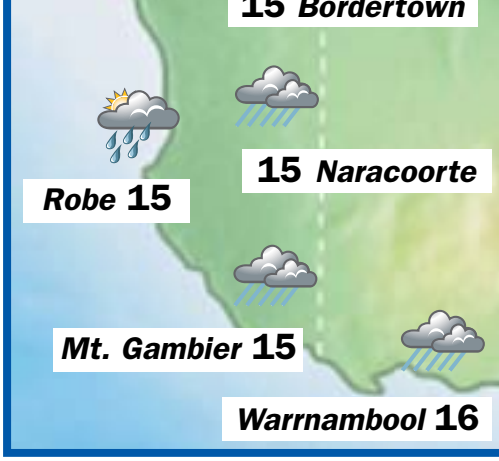 15 Bordertown
15 Naracoorte
Robe 15
Mt. Gambier 15
Warrnambool 16